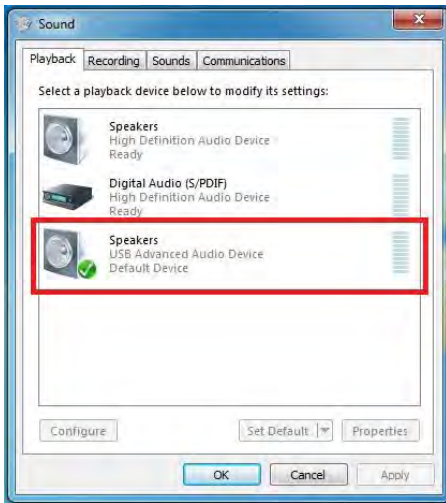 Sound
Playback Recording Sounds Communications
Select a playback device below to modify its settings:
Speakers
High Definition Audio Device
Ready
Digital Audio (S/PDIF)
High Definition Audio Device
Ready
Speakers
USB Advanced Audio Device
Default Device
Configure Set Default Properties
OK Cancel Apply